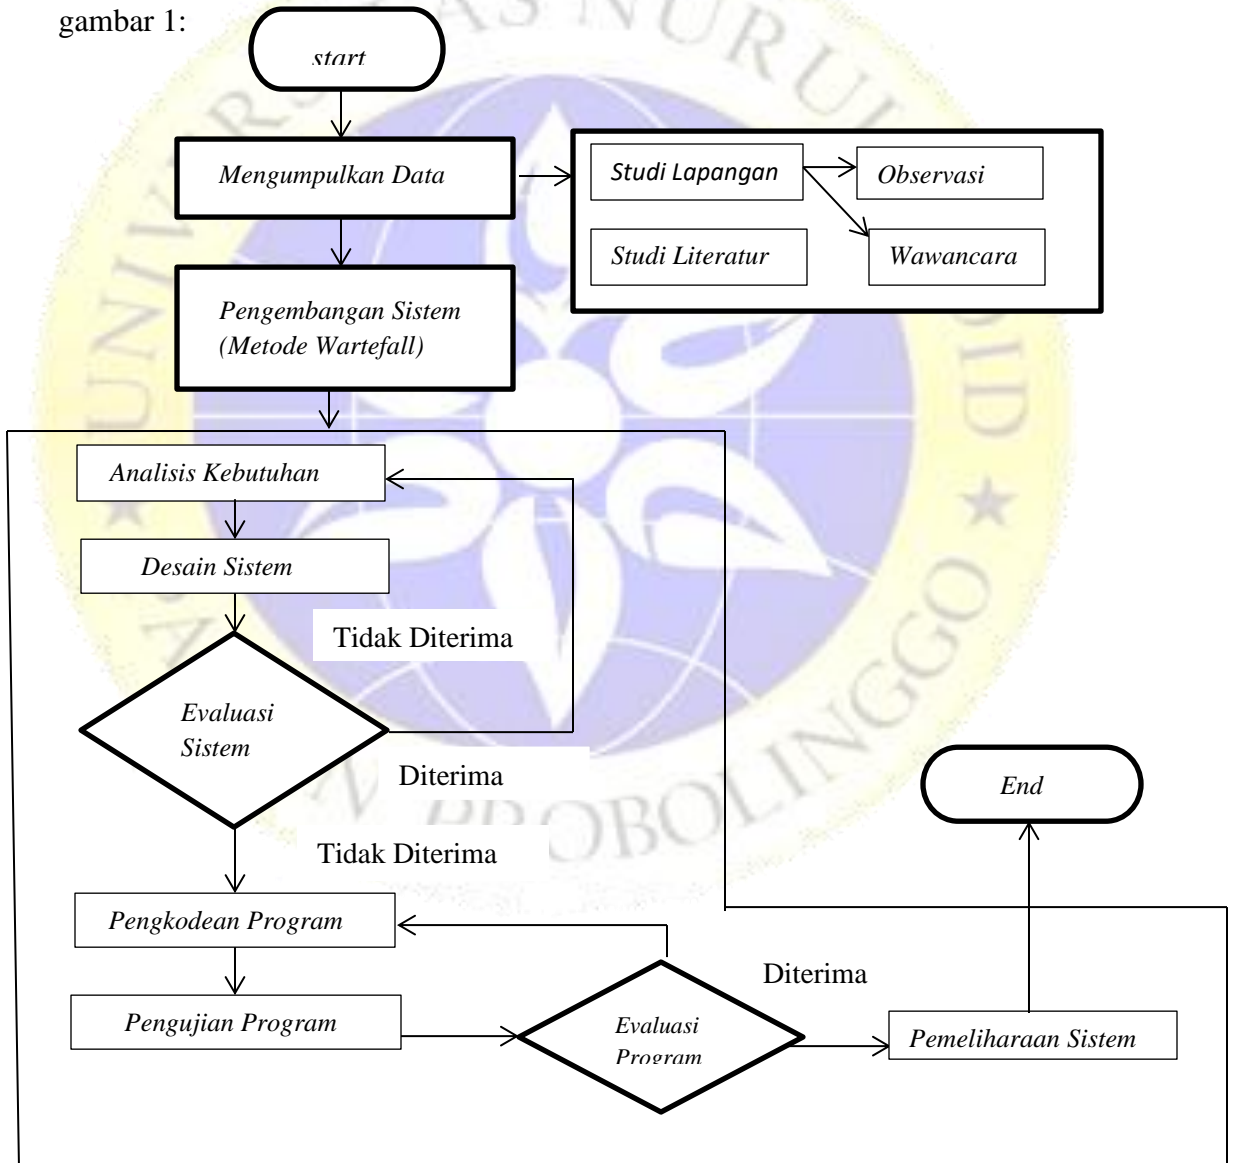 gambar 1:
start
Mengumpulkan Data
Studi Lapangan
Observasi
Studi Literatur
Wawancara
Pengembangan Sistem
(Metode Wartefall)
Analisis Kebutuhan
Desain Sistem
Tidak Diterima
Evaluasi
Sistem
Diterima
End
Tidak Diterima
Pengkodean Program
Diterima
Pengujian Program
Evaluasi
Program
Pemeliharaan Sistem
PROBOLINGGO